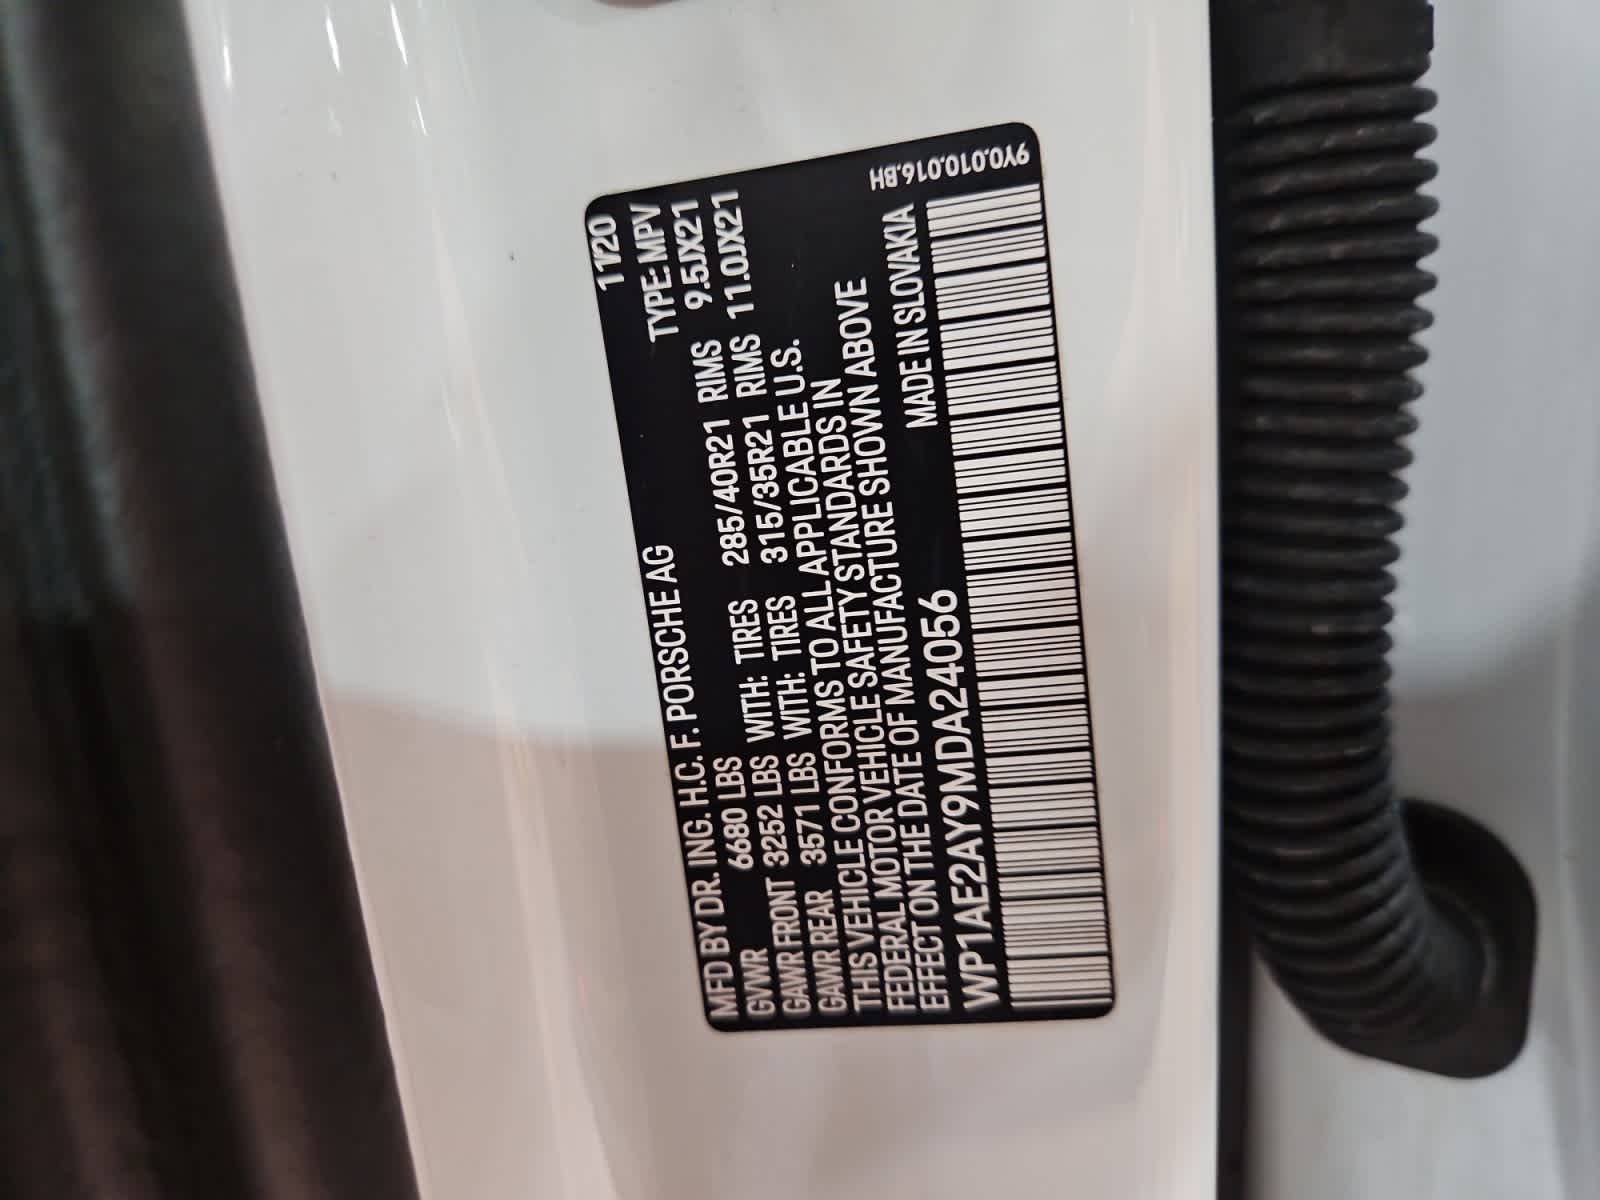 MFD BY DR. ING. H.C. F. PORSCHE AG 11/20
GVWR 6680 LBS TYPE: MPV
GAWR FRONT 3252 LBS WITH: TIRES 285/40R21 RIMS 9.5JX21
GAWR REAR 3571 LBS WITH: TIRES 315/35R21 RIMS 11.0JX21
THIS VEHICLE CONFORMS TO ALL APPLICABLE U.S.
FEDERAL MOTOR VEHICLE SAFETY STANDARDS IN
EFFECT ON THE DATE OF MANUFACTURE SHOWN ABOVE
WP1AE2AY9MDA24056 MADE IN SLOVAKIA
9Y0.010.016.BH